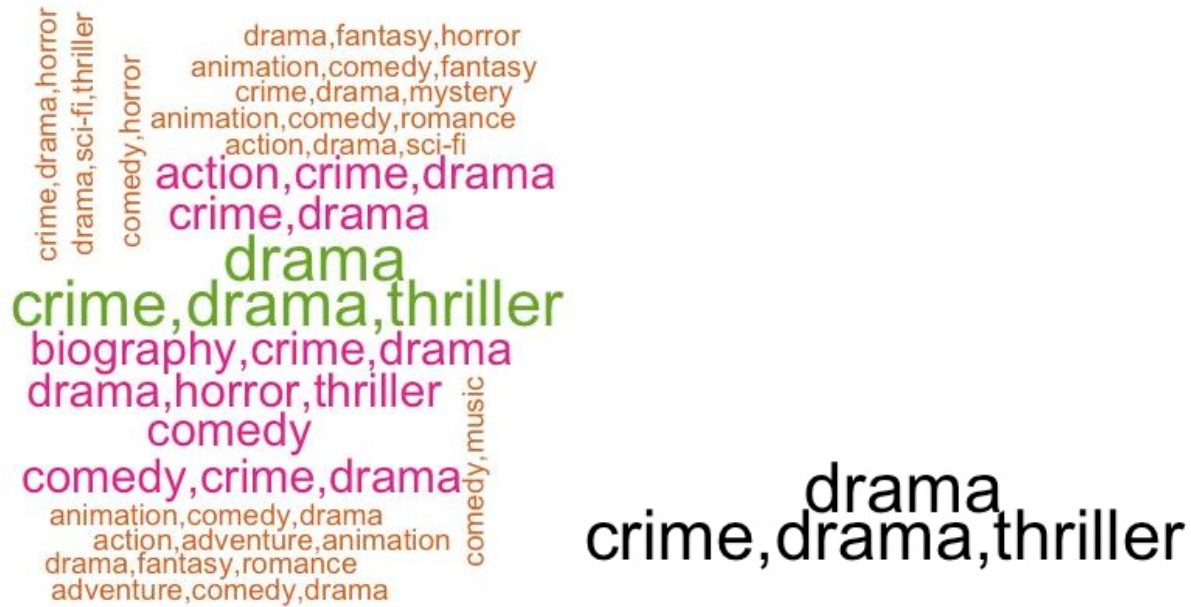 crime,drama,horror
drama,sci-fi,thriller
comedy,horror
drama,fantasy,horror
animation,comedy,fantasy
crime,drama,mystery
animation,comedy,romance
action,drama,sci-fi
action,crime,drama
crime,drama
drama
crime,drama,thriller
biography,crime,drama
drama,horror,thriller
comedy
comedy,crime,drama
comedy,music
animation,comedy,drama
action,adventure,animation
drama,fantasy,romance
adventure,comedy,drama
drama
crime,drama,thriller